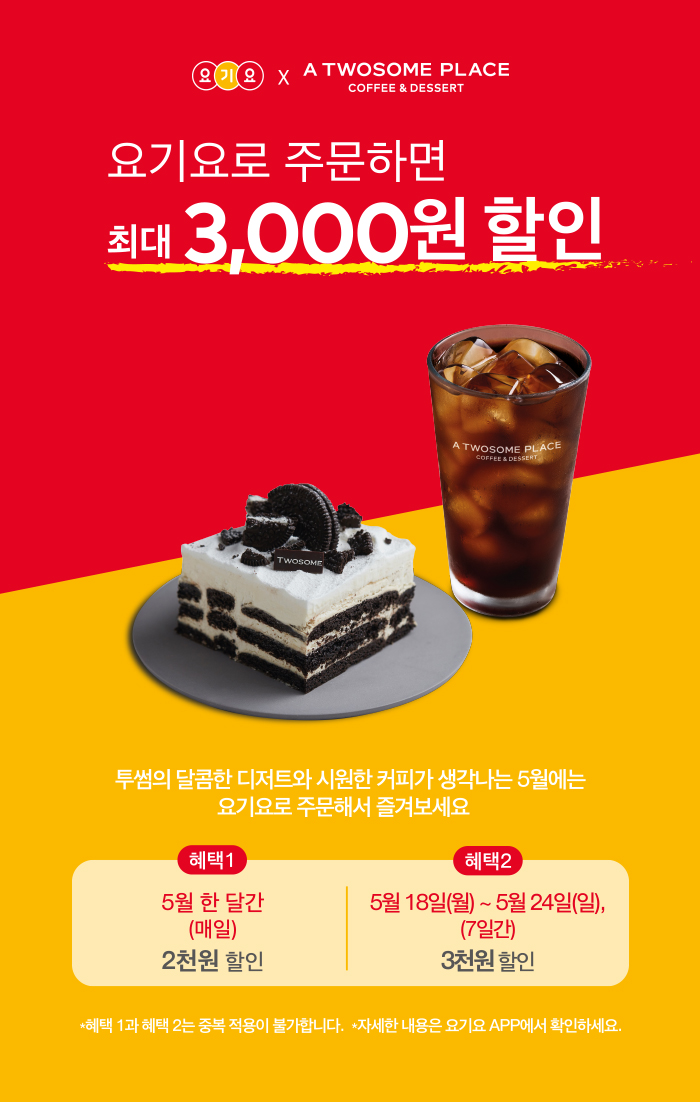 요기요 X A TWOSOME PLACE
COFFEE & DESSERT
요기요로 주문하면
최대 3,000원 할인
A TWOSOME PLACE
COFFEE & DESSERT
TWOSOME
투썸의 달콤한 디저트와 시원한 커피가 생각나는 5월에는
요기요로 주문해서 즐겨보세요
혜택1
5월 한 달간
(매일)
2천원 할인
혜택2
5월 18일(월) ~ 5월 24일(일),
(7일간)
3천원 할인
*혜택 1과 혜택 2는 중복 적용이 불가합니다. *자세한 내용은 요기요 APP에서 확인하세요.